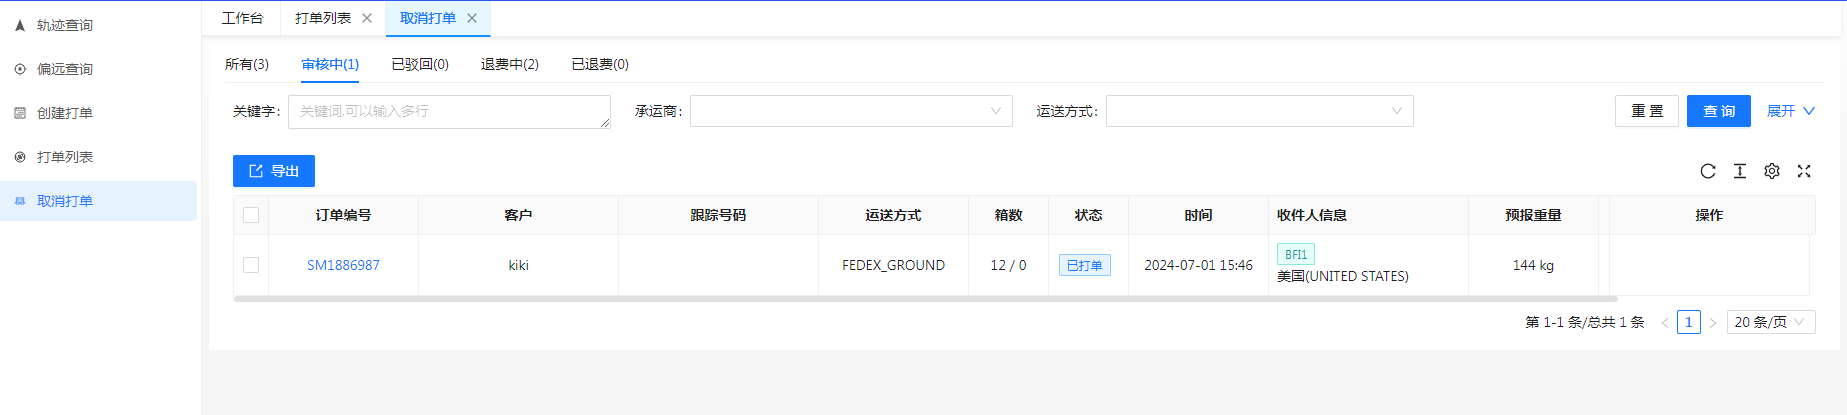 轨迹查询
偏远查询
创建打单
打单列表
取消打单
工作台 打单列表 取消打单
所有(3) 审核中(1) 已驳回(0) 退费中(2) 已退费(0)
关键字: 关键词,可以输入多行 承运商: 运送方式: 重 置 查 询 展开
导出
订单编号 客户 跟踪号码 运送方式 箱数 状态 时间 收件人信息 预报重量 操作
SM1886987 kiki FEDEX_GROUND 12 / 0 已打单 2024-07-01 15:46 BFI1 144 kg
美国(UNITED STATES)
第 1-1 条/总共 1 条 1 20 条/页